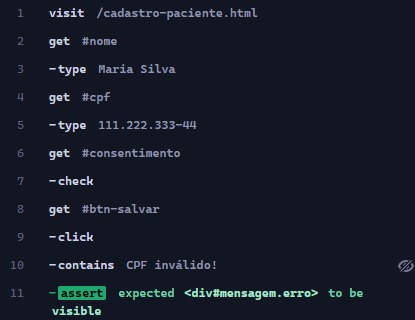 1 visit /cadastro-paciente.html
2 get #nome
3 -type Maria Silva
4 get #cpf
5 -type 111.222.333-44
6 get #consentimento
7 -check
8 get #btn-salvar
9 -click
10 -contains CPF inválido!
11 -assert expected <div#mensagem.erro> to be
visible